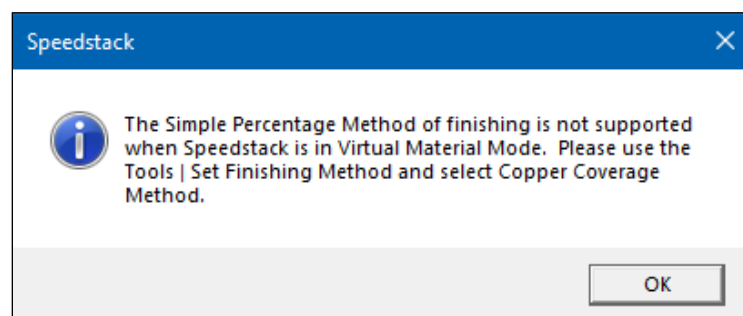 Speedstack
The Simple Percentage Method of finishing is not supported
when Speedstack is in Virtual Material Mode.  Please use the
Tools | Set Finishing Method and select Copper Coverage
Method.
OK